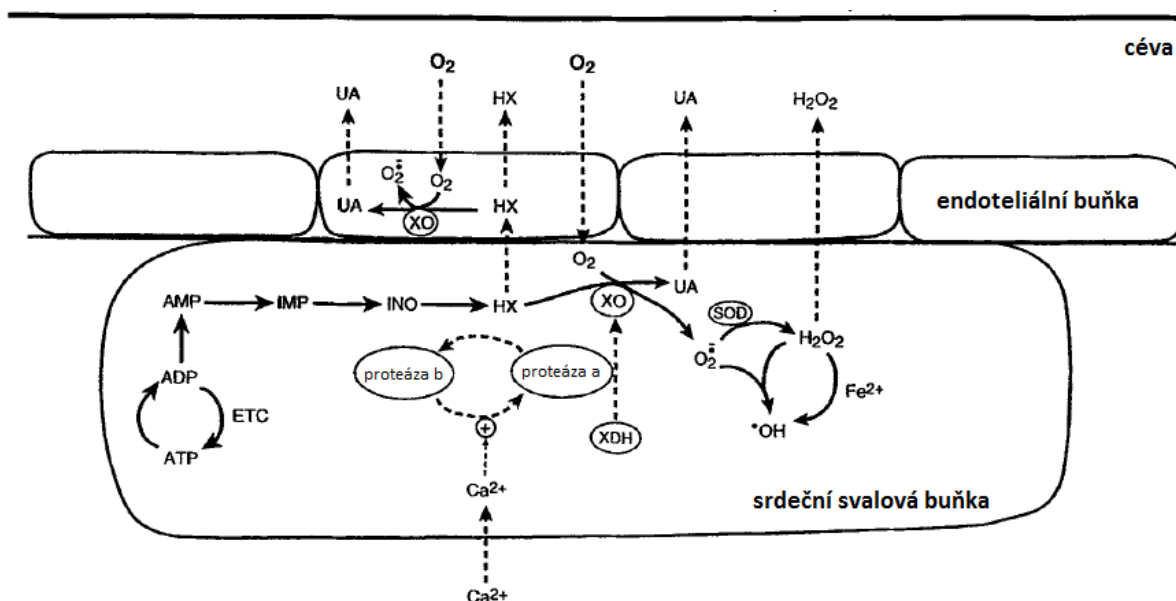 céva
O₂ O₂
UA HX UA H₂O₂
O₂•̄ O₂
UA XO HX
endoteliální buňka
O₂
AMP IMP INO HX XO UA
SOD
O₂•̄ H₂O₂
ADP proteáza b proteáza a
ETC Fe²⁺
+ XDH •OH
ATP
Ca²⁺
srdeční svalová buňka
Ca²⁺